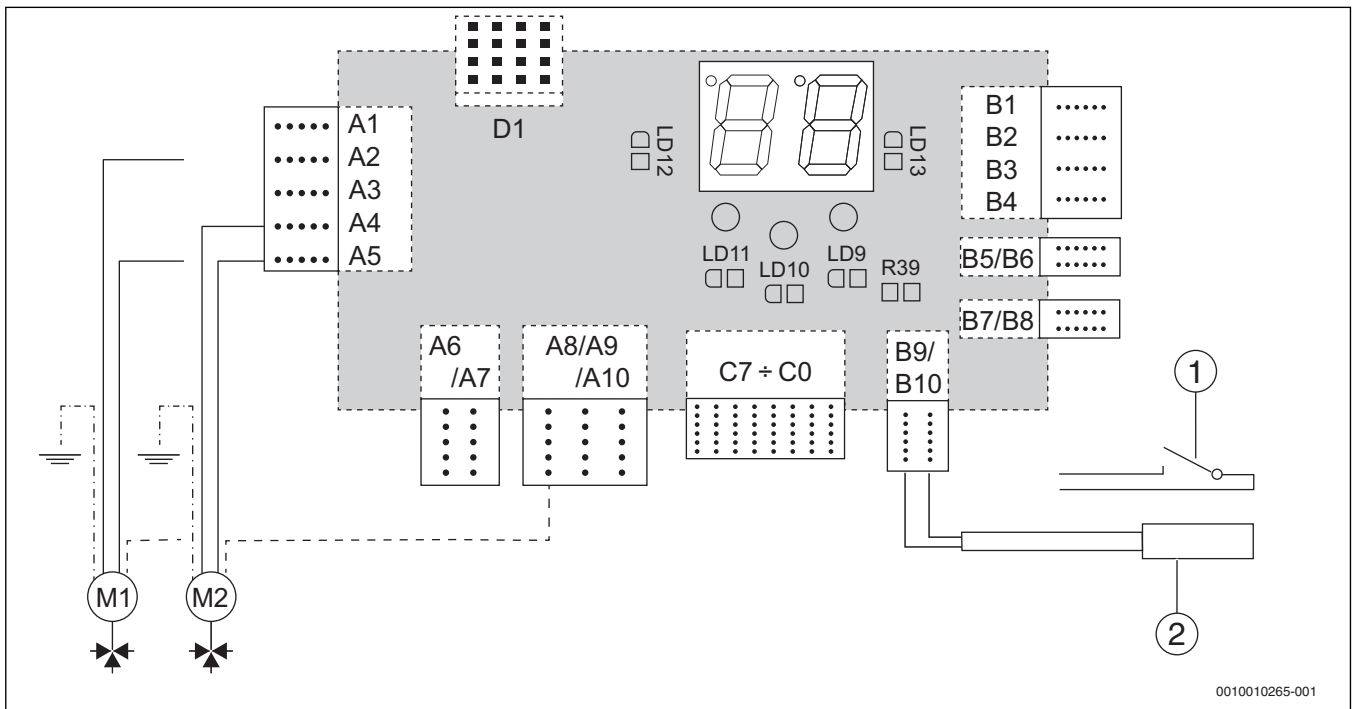 D1
A1
A2
A3
A4
A5
LD12
LD13
B1
B2
B3
B4
B5/B6
B7/B8
LD11
LD10
LD9
R39
A6
/A7
A8/A9
/A10
C7 ÷ C0
B9/
B10
1
2
M1
M2
0010010265-001